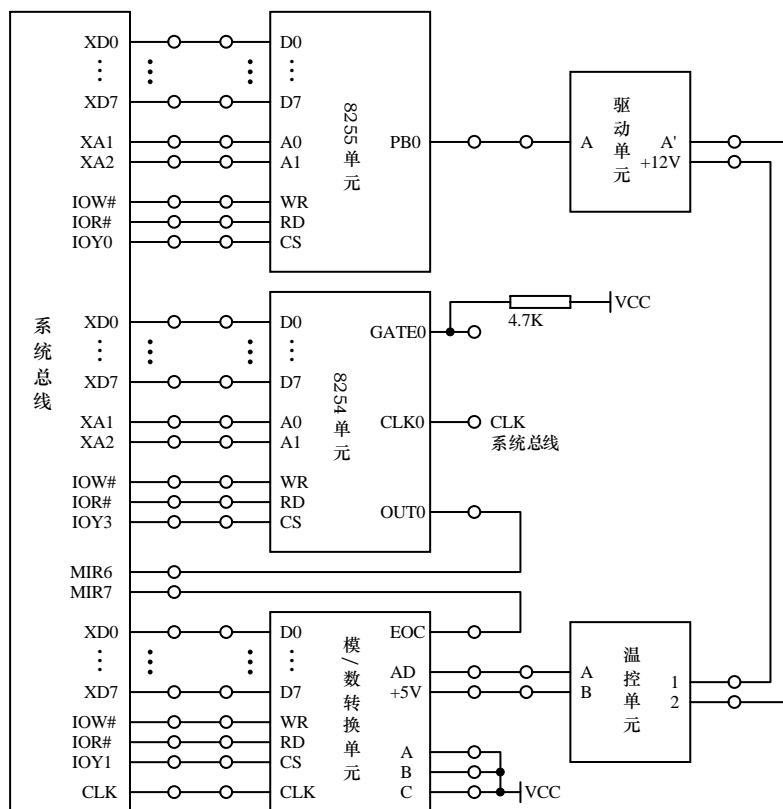 系统总线
XD0
⋮
XD7
XA1
XA2
IOW#
IOR#
IOY0
D0
⋮
D7
A0
A1
WR
RD
CS
8255单元
PB0
A
驱动单元
A'
+12V
XD0
⋮
XD7
XA1
XA2
IOW#
IOR#
IOY3
D0
⋮
D7
A0
A1
WR
RD
CS
8254单元
GATE0
4.7K
VCC
CLK0
CLK
系统总线
OUT0
MIR6
MIR7
XD0
⋮
XD7
IOW#
IOR#
IOY1
CLK
D0
⋮
D7
WR
RD
CS
CLK
模/数转换单元
EOC
AD
+5V
A
B
C
VCC
A
B
温控单元
1
2